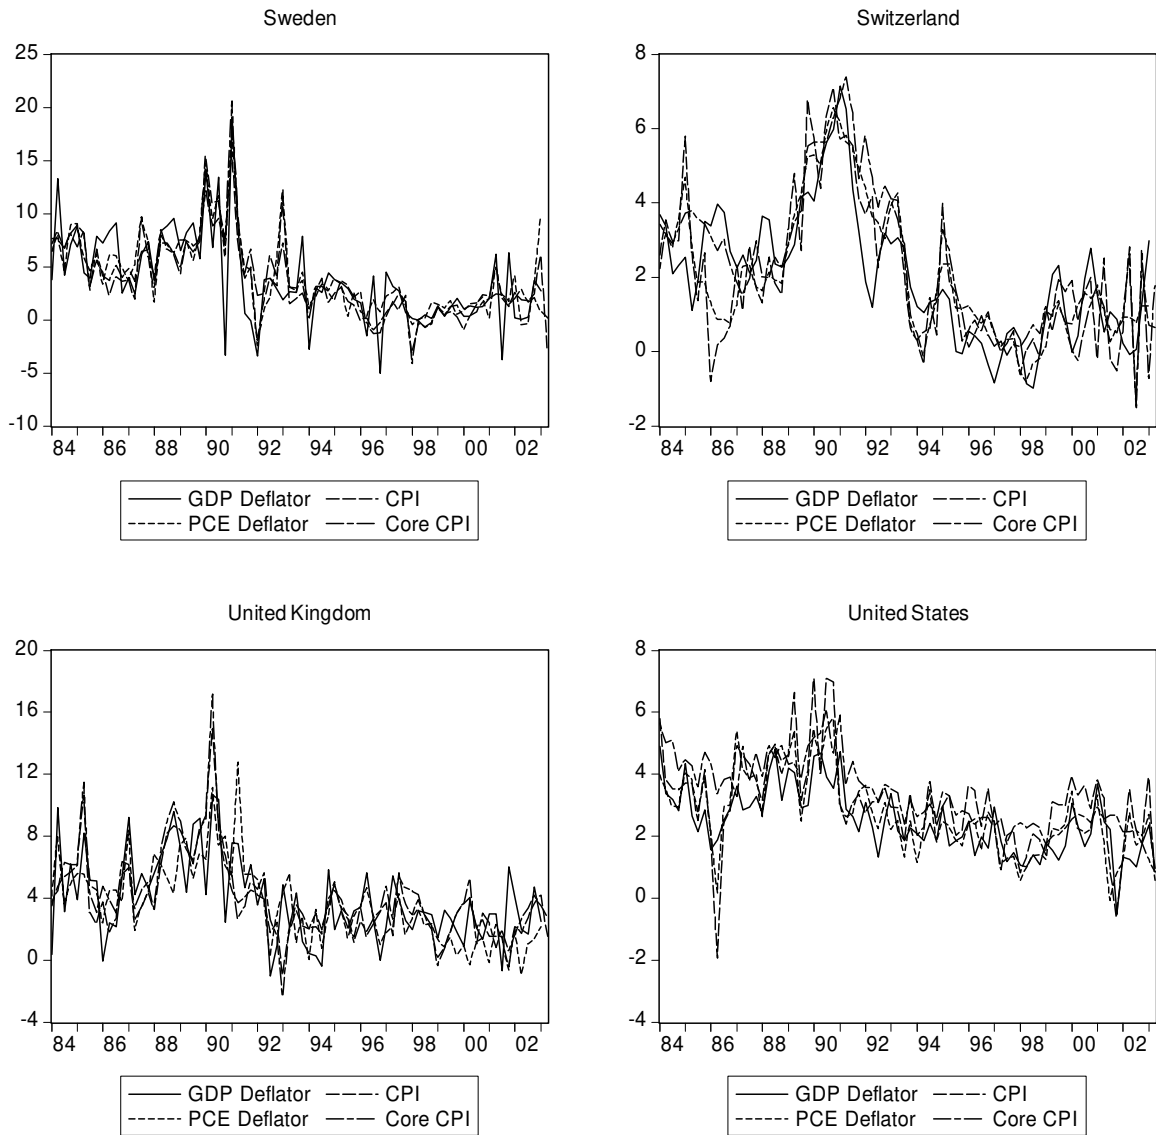 Sweden
25
20
15
10
5
0
-5
-10
84 86 88 90 92 94 96 98 00 02
GDP Deflator CPI
PCE Deflator Core CPI
Switzerland
8
6
4
2
0
-2
84 86 88 90 92 94 96 98 00 02
GDP Deflator CPI
PCE Deflator Core CPI
United Kingdom
20
16
12
8
4
0
-4
84 86 88 90 92 94 96 98 00 02
GDP Deflator CPI
PCE Deflator Core CPI
United States
8
6
4
2
0
-2
-4
84 86 88 90 92 94 96 98 00 02
GDP Deflator CPI
PCE Deflator Core CPI